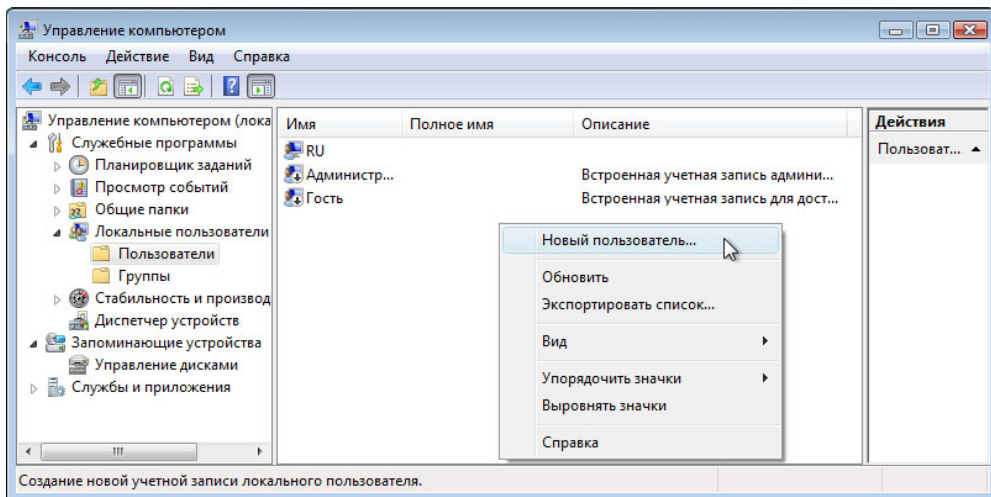 Управление компьютером
Консоль Действие Вид Справка
Управление компьютером (лока
Служебные программы
Планировщик заданий
Просмотр событий
Общие папки
Локальные пользователи
Пользователи
Группы
Стабильность и производ
Диспетчер устройств
Запоминающие устройства
Управление дисками
Службы и приложения
Имя Полное имя Описание
RU
Администр... Встроенная учетная запись админи...
Гость Встроенная учетная запись для дост...
Новый пользователь...
Обновить
Экспортировать список...
Вид
Упорядочить значки
Выровнять значки
Справка
Действия
Пользоват...
Создание новой учетной записи локального пользователя.